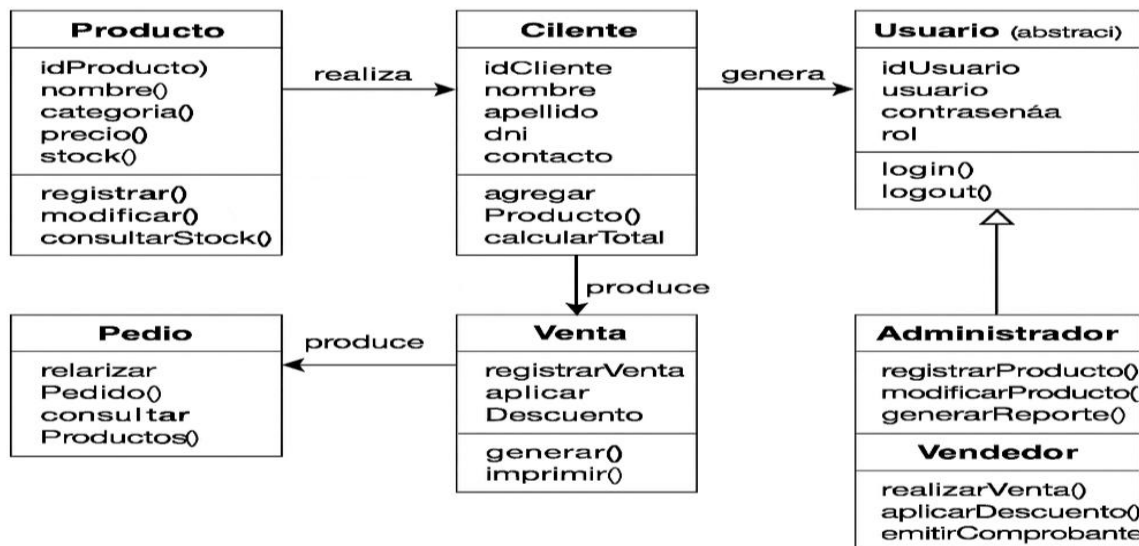 Producto
idProducto)
nombre()
categoria()
precio()
stock()
registrar()
modificar()
consultarStock()
realiza
Cilente
idCliente
nombre
apellido
dni
contacto
agregar
Producto()
calcularTotal
genera
Usuario (abstraci)
idUsuario
usuario
contrasenáa
rol
login()
logout()
produce
Pedio
relarizar
Pedido()
consultar
Productos()
produce
Venta
registrarVenta
aplicar
Descuento
generar()
imprimir()
Administrador
registrarProducto()
modificarProducto(
generarReporte()
Vendedor
realizarVenta()
aplicarDescuento()
emitirComprobante